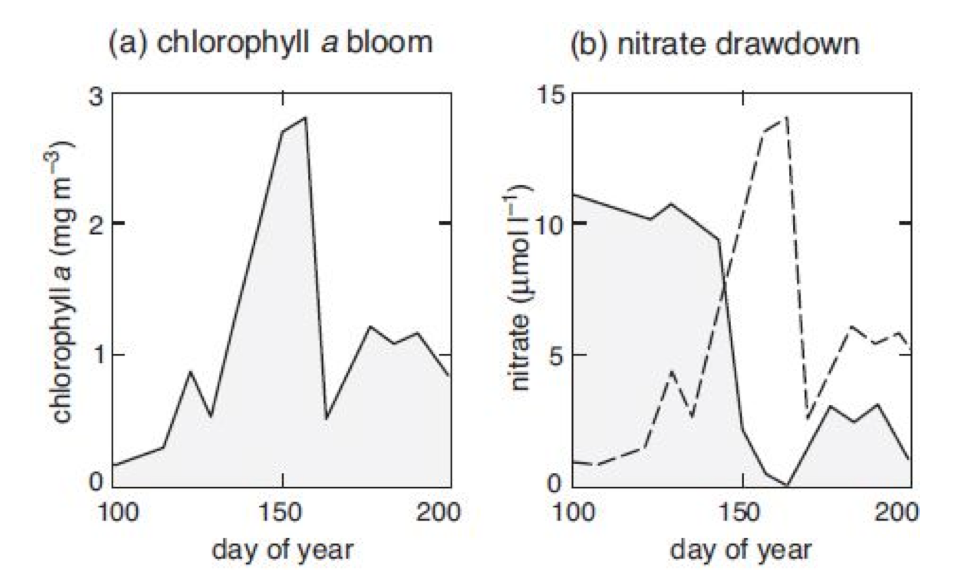 (a) chlorophyll a bloom
3
2
1
0
chlorophyll a (mg m⁻³)
100 150 200
day of year
(b) nitrate drawdown
15
10
5
0
nitrate (μmol l⁻¹)
100 150 200
day of year